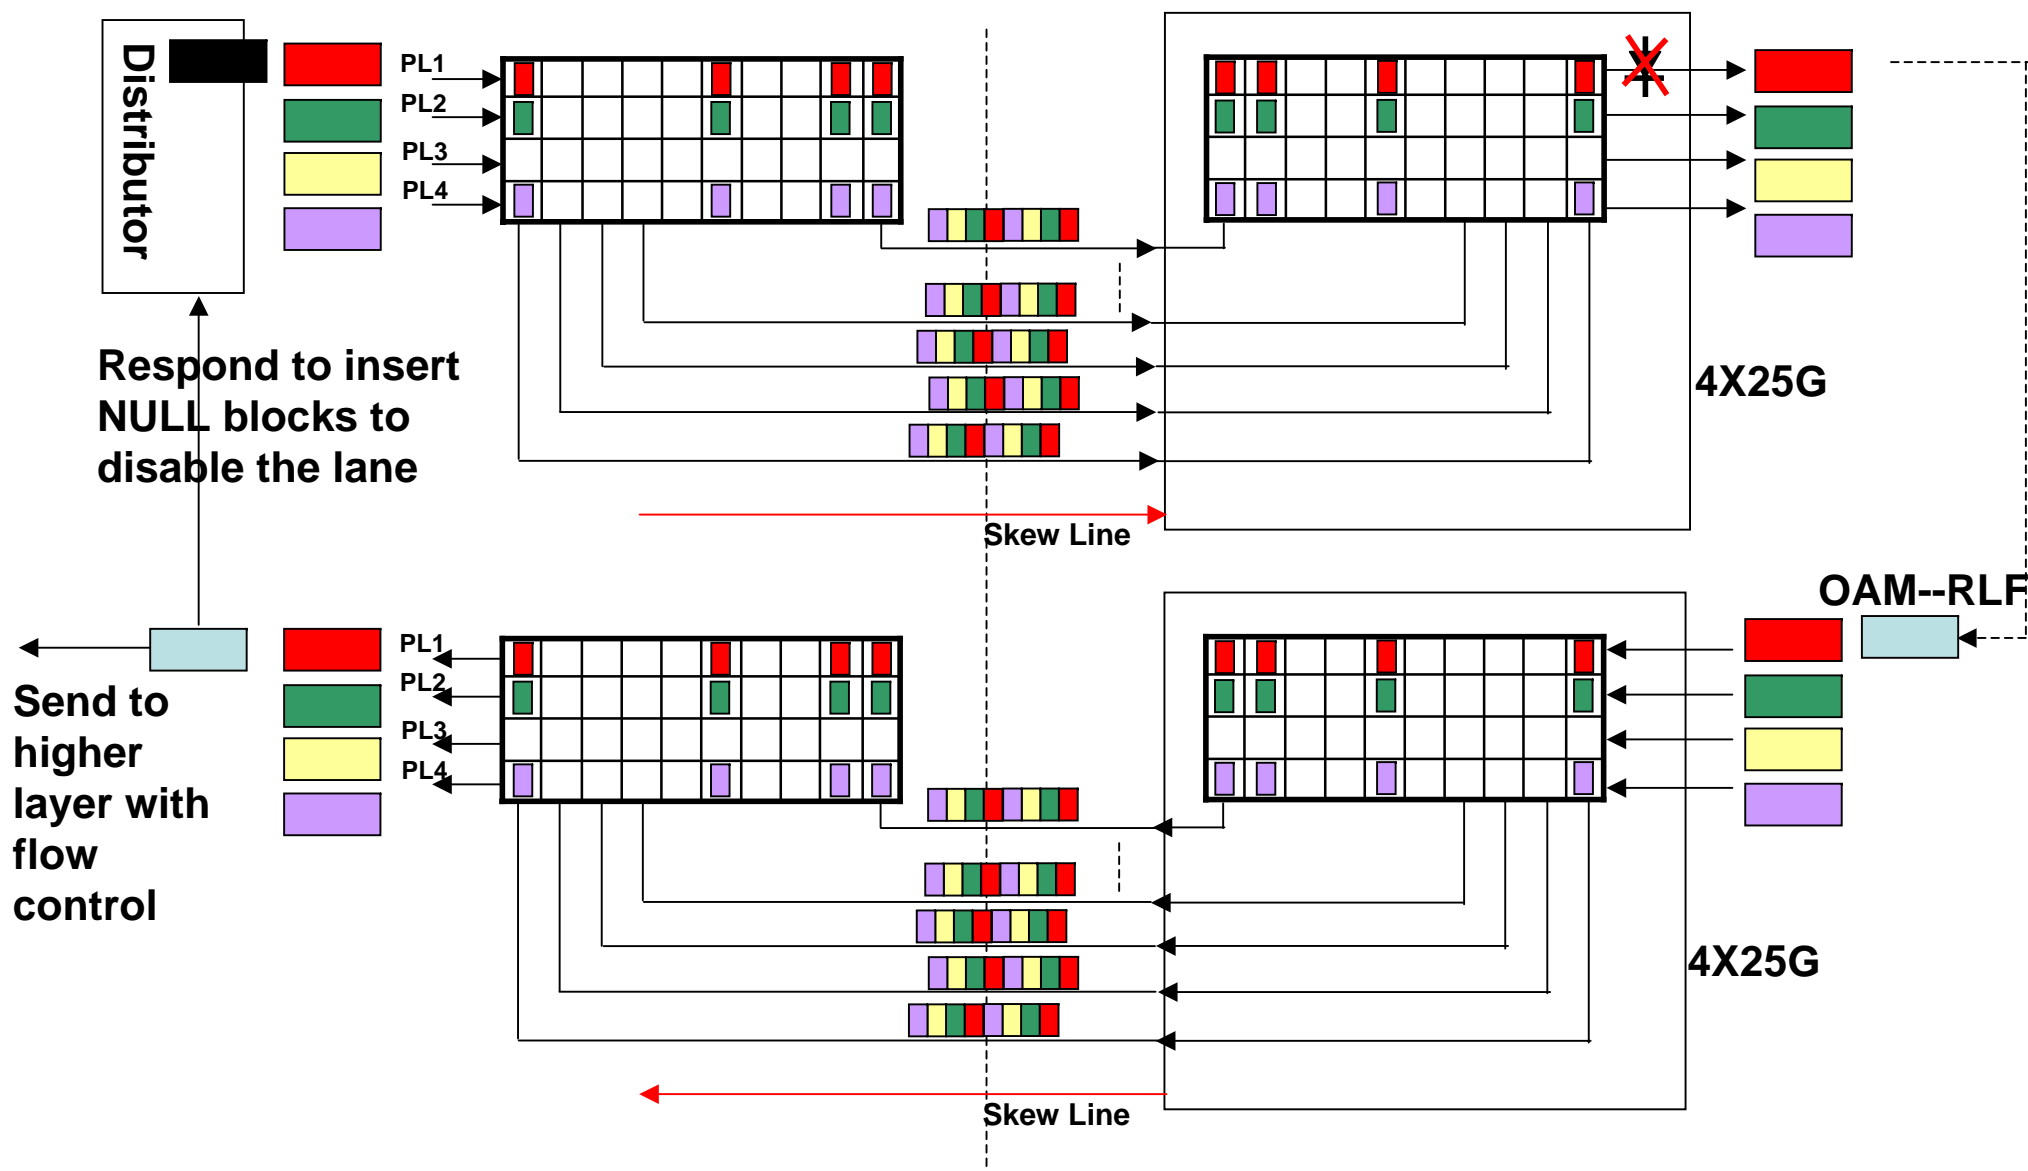 Distributor
PL1
PL2
PL3
PL4
Respond to insert
NULL blocks to
disable the lane
4X25G
Skew Line
OAM--RLF
PL1
PL2
PL3
PL4
Send to
higher
layer with
flow
control
4X25G
Skew Line